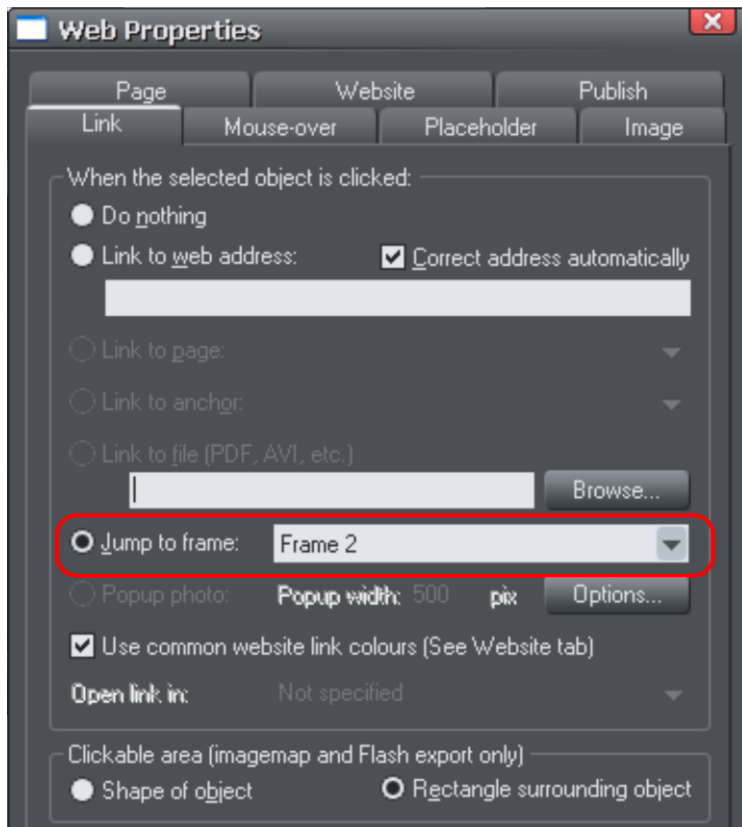 Web Properties
Page Website Publish
Link Mouse-over Placeholder Image
When the selected object is clicked:
Do nothing
Link to web address: Correct address automatically
Link to page:
Link to anchor:
Link to file (PDF, AVI, etc.)
Browse...
Jump to frame: Frame 2
Popup photo: Popup width: 500 pix Options...
Use common website link colours (See Website tab)
Open link in: Not specified
Clickable area (imagemap and Flash export only)
Shape of object Rectangle surrounding object